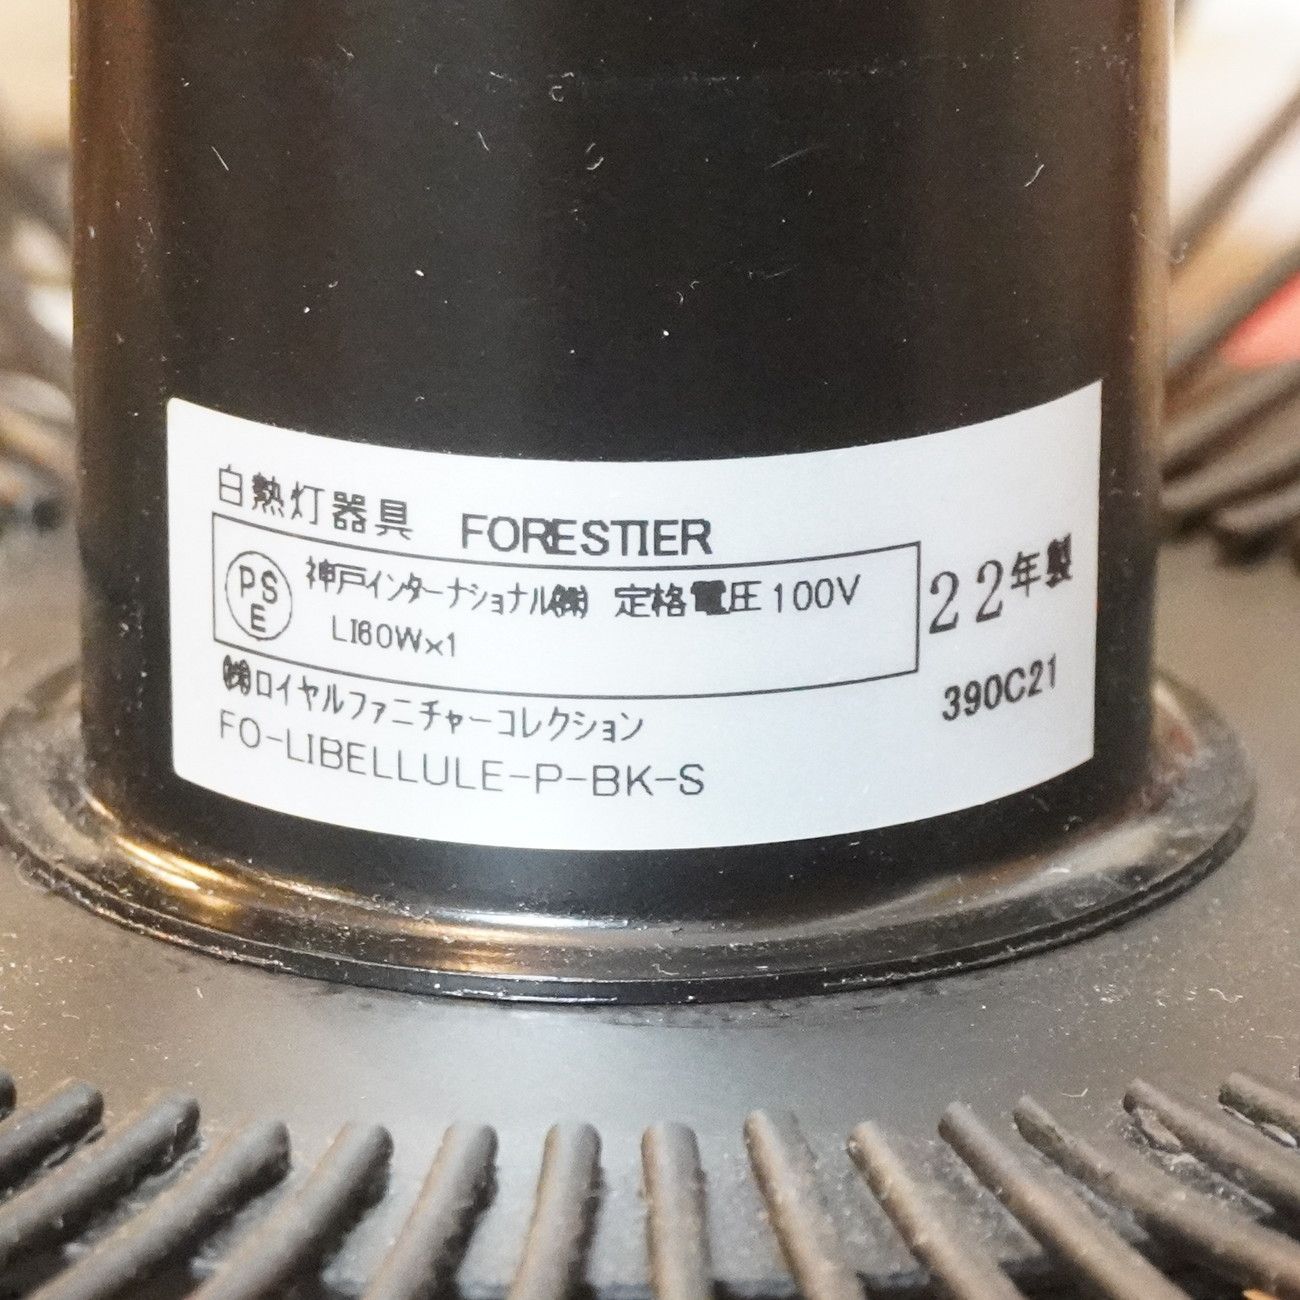 白熱灯器具 FORESTIER
PSE 神戸インターナショナル㈱ 定格電圧100V
LI60W×1
22年製
㈱ロイヤルファニチャーコレクション
390C21
FO-LIBELLULE-P-BK-S